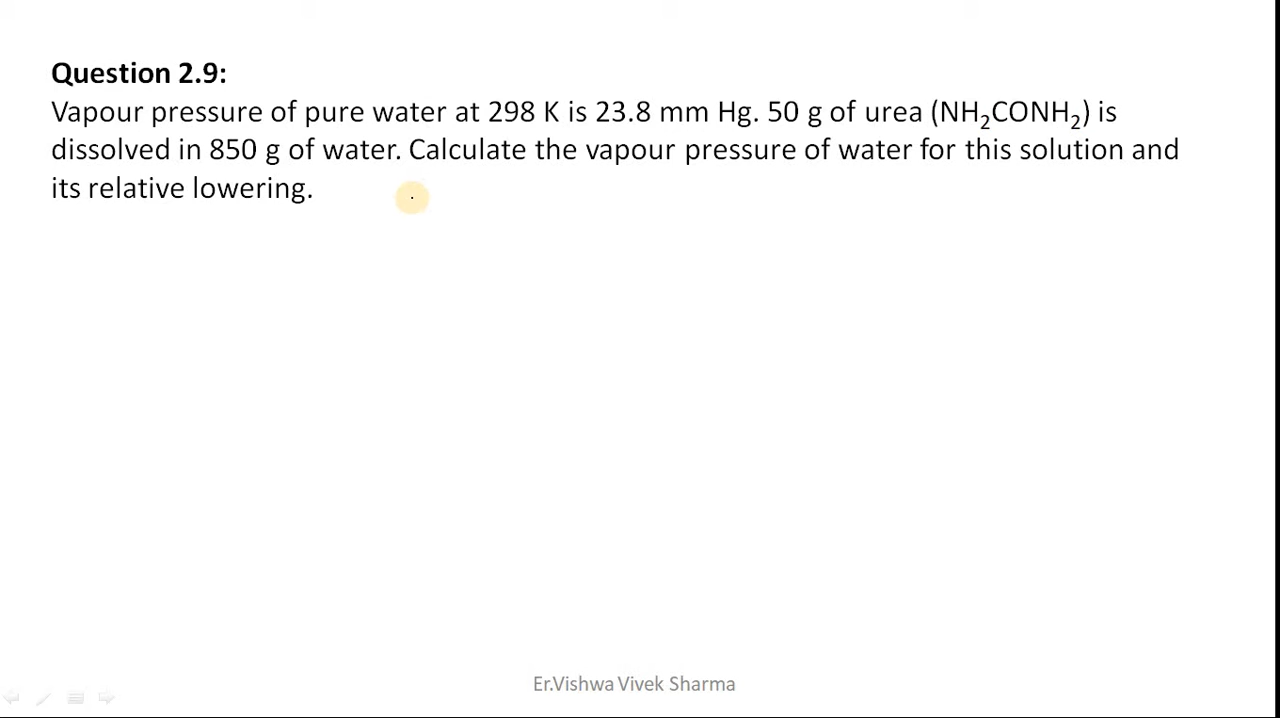 Question 2.9:
Vapour pressure of pure water at 298 K is 23.8 mm Hg. 50 g of urea (NH₂CONH₂) is
dissolved in 850 g of water. Calculate the vapour pressure of water for this solution and
its relative lowering.
Er.Vishwa Vivek Sharma